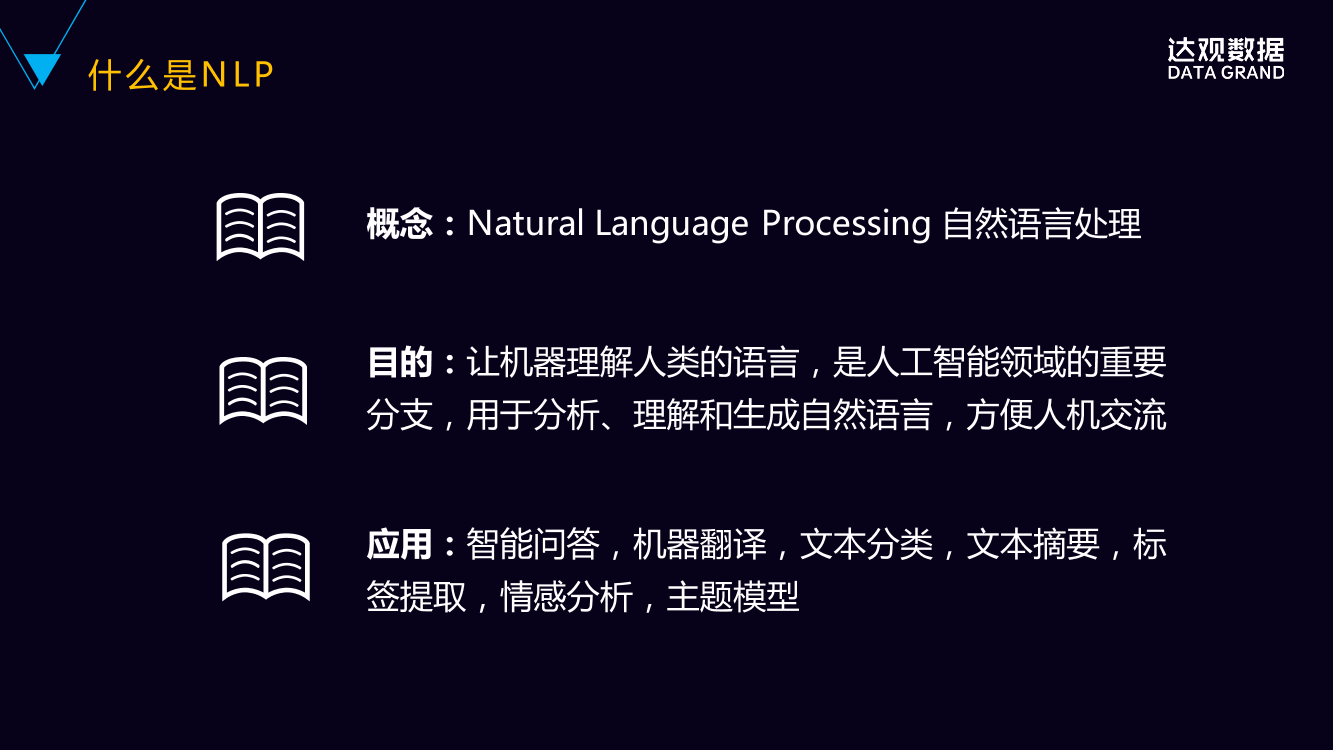 什么是NLP
达观数据
DATA GRAND
概念：Natural Language Processing 自然语言处理
目的：让机器理解人类的语言，是人工智能领域的重要
分支，用于分析、理解和生成自然语言，方便人机交流
应用：智能问答，机器翻译，文本分类，文本摘要，标
签提取，情感分析，主题模型